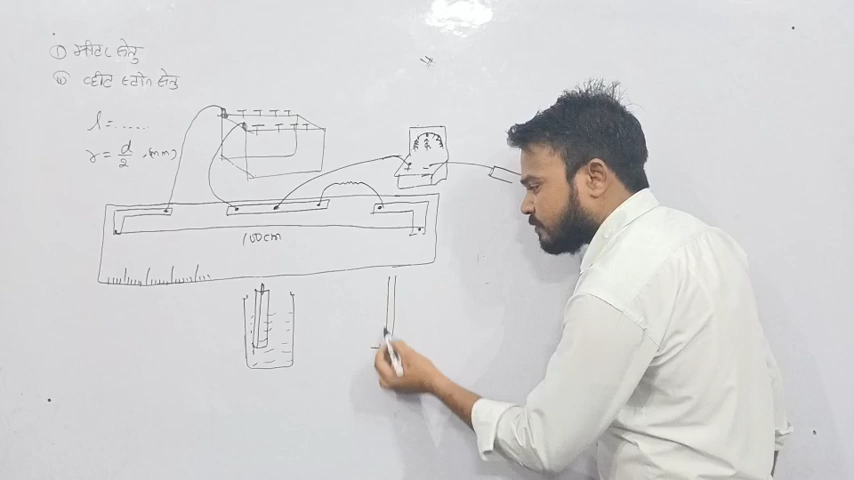 ① मीटर सेतु
② व्हीट स्टोन सेतु
l = .....
r = d/2 (mm)
+ -
100cm